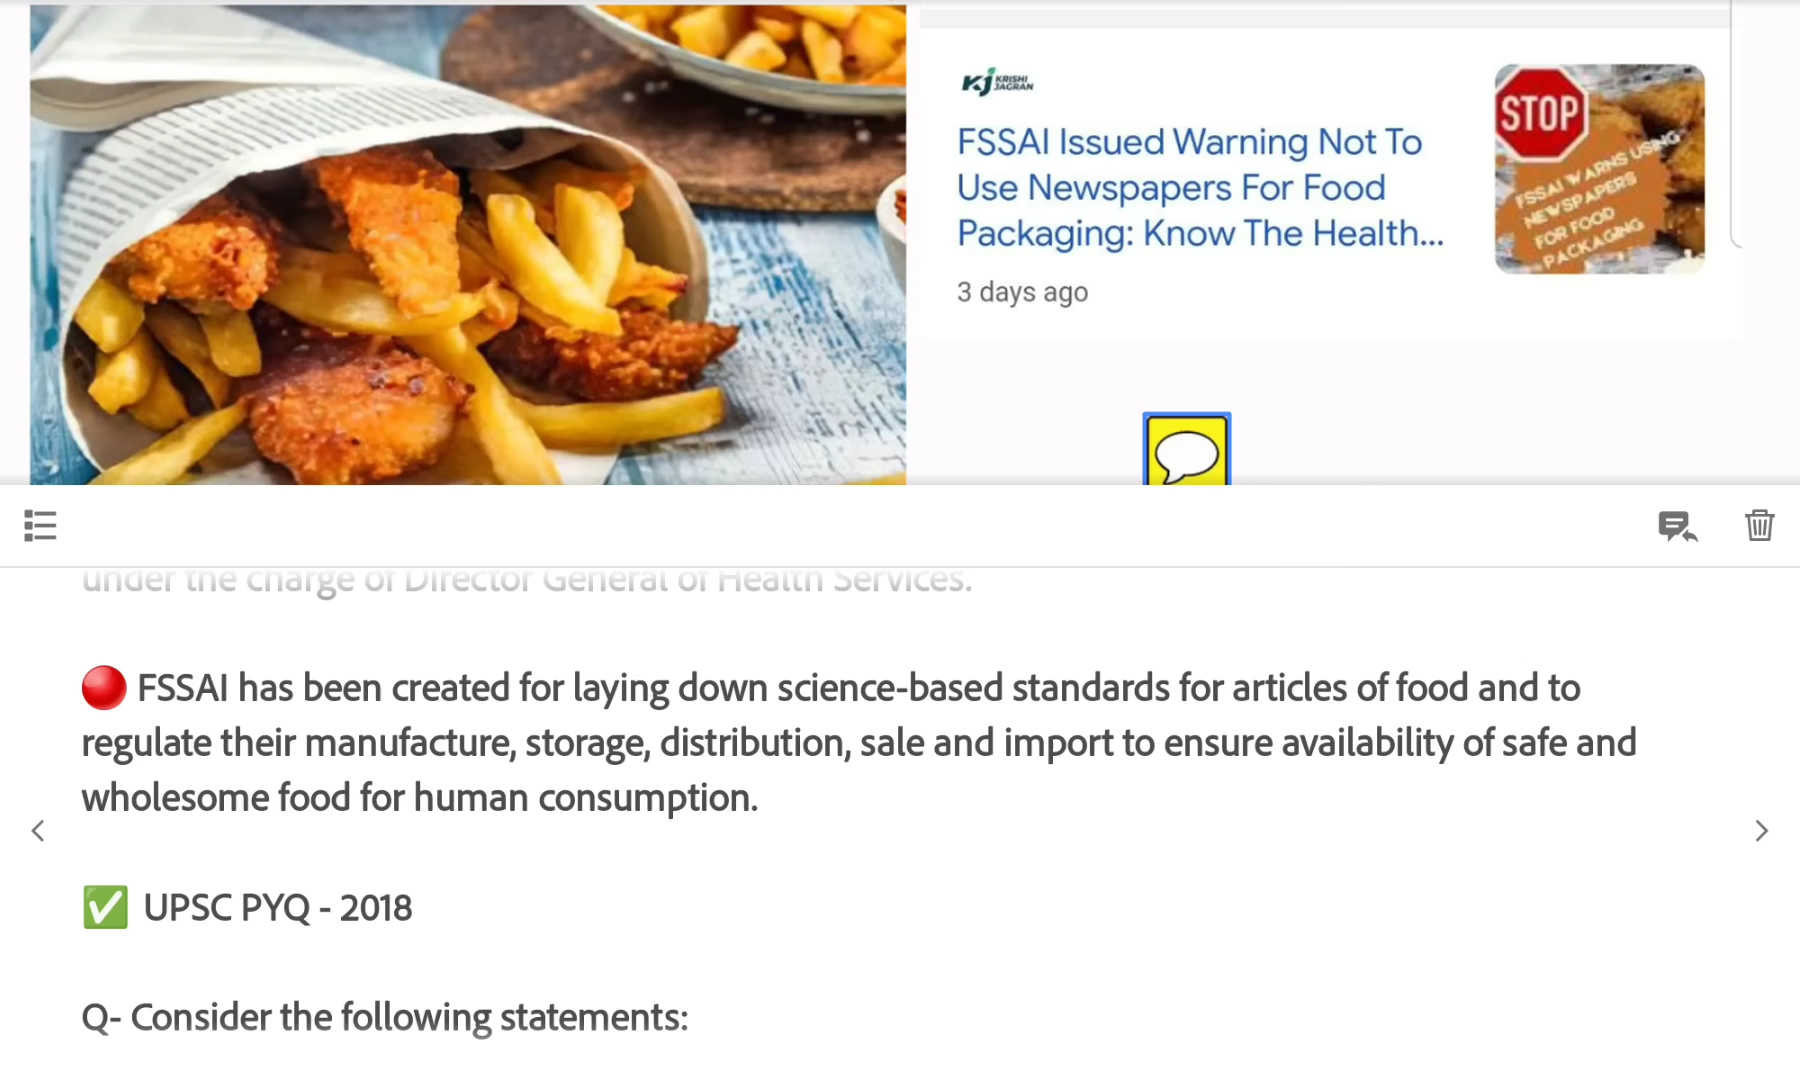 KJ KRISHI
JAGRAN
FSSAI Issued Warning Not To
Use Newspapers For Food
Packaging: Know The Health...
3 days ago
STOP
FSSAI WARNS USING
NEWSPAPERS
FOR FOOD
PACKAGING
under the charge of Director General of Health Services.
🔴 FSSAI has been created for laying down science-based standards for articles of food and to
regulate their manufacture, storage, distribution, sale and import to ensure availability of safe and
wholesome food for human consumption.
✅ UPSC PYQ - 2018
Q- Consider the following statements: